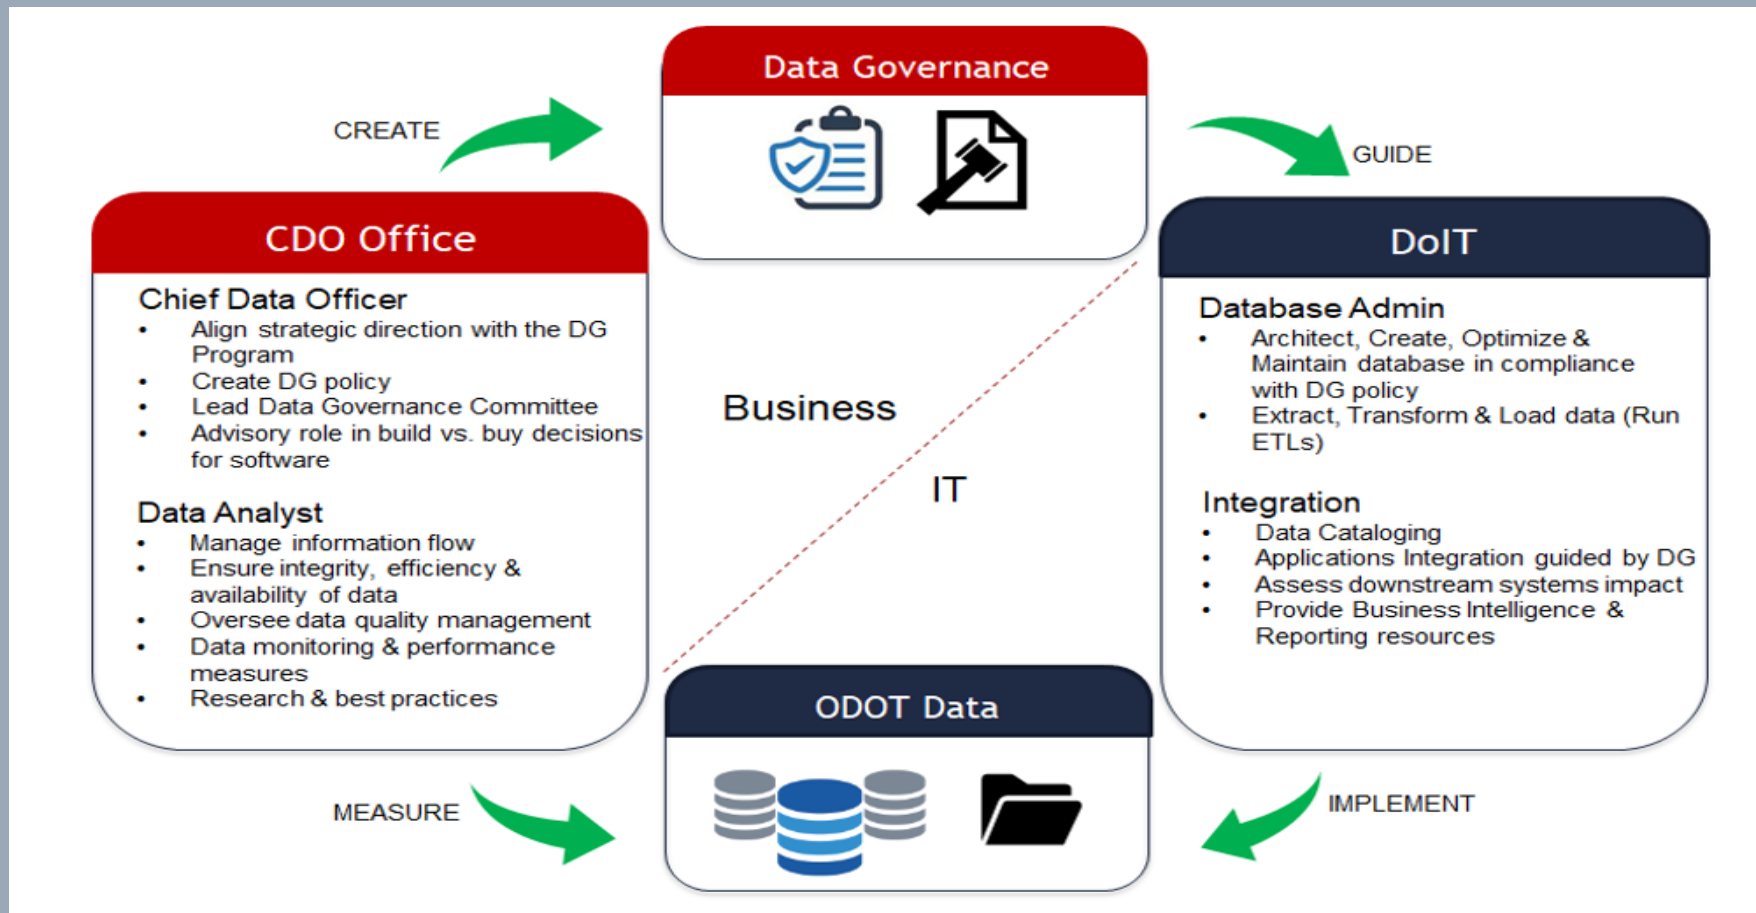 Data Governance
CREATE
GUIDE
CDO Office
Chief Data Officer
• Align strategic direction with the DG
Program
• Create DG policy
• Lead Data Governance Committee
• Advisory role in build vs. buy decisions
for software
Data Analyst
• Manage information flow
• Ensure integrity, efficiency &
availability of data
• Oversee data quality management
• Data monitoring & performance
measures
• Research & best practices
Business
IT
DoIT
Database Admin
• Architect, Create, Optimize &
Maintain database in compliance
with DG policy
• Extract, Transform & Load data (Run
ETLs)
Integration
• Data Cataloging
• Applications Integration guided by DG
• Assess downstream systems impact
• Provide Business Intelligence &
Reporting resources
ODOT Data
MEASURE
IMPLEMENT